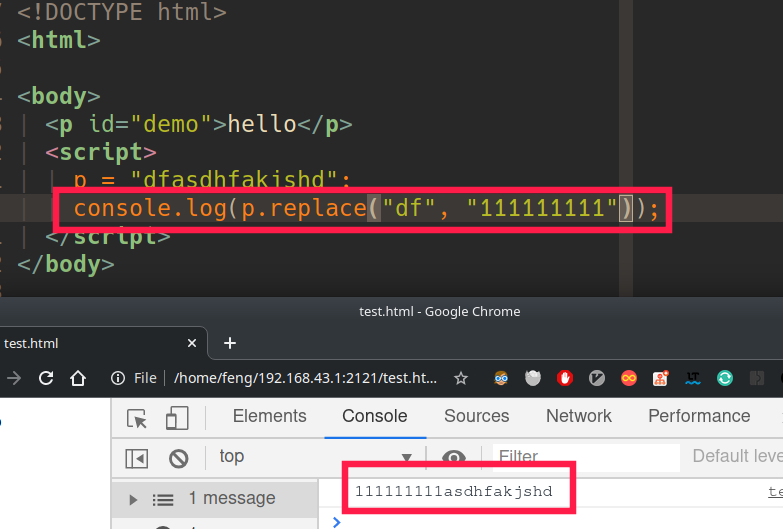 <!DOCTYPE html>
<html>
<body>
<p id="demo">hello</p>
<script>
p = "dfasdhfakjshd";
console.log(p.replace("df", "111111111"));
</script>
</body>
test.html - Google Chrome
test.html × +
File /home/feng/192.168.43.1:2121/test.ht...
Elements Console Sources Network Performance
top Filter Default leve
1 message 111111111asdhfakjshd te
>